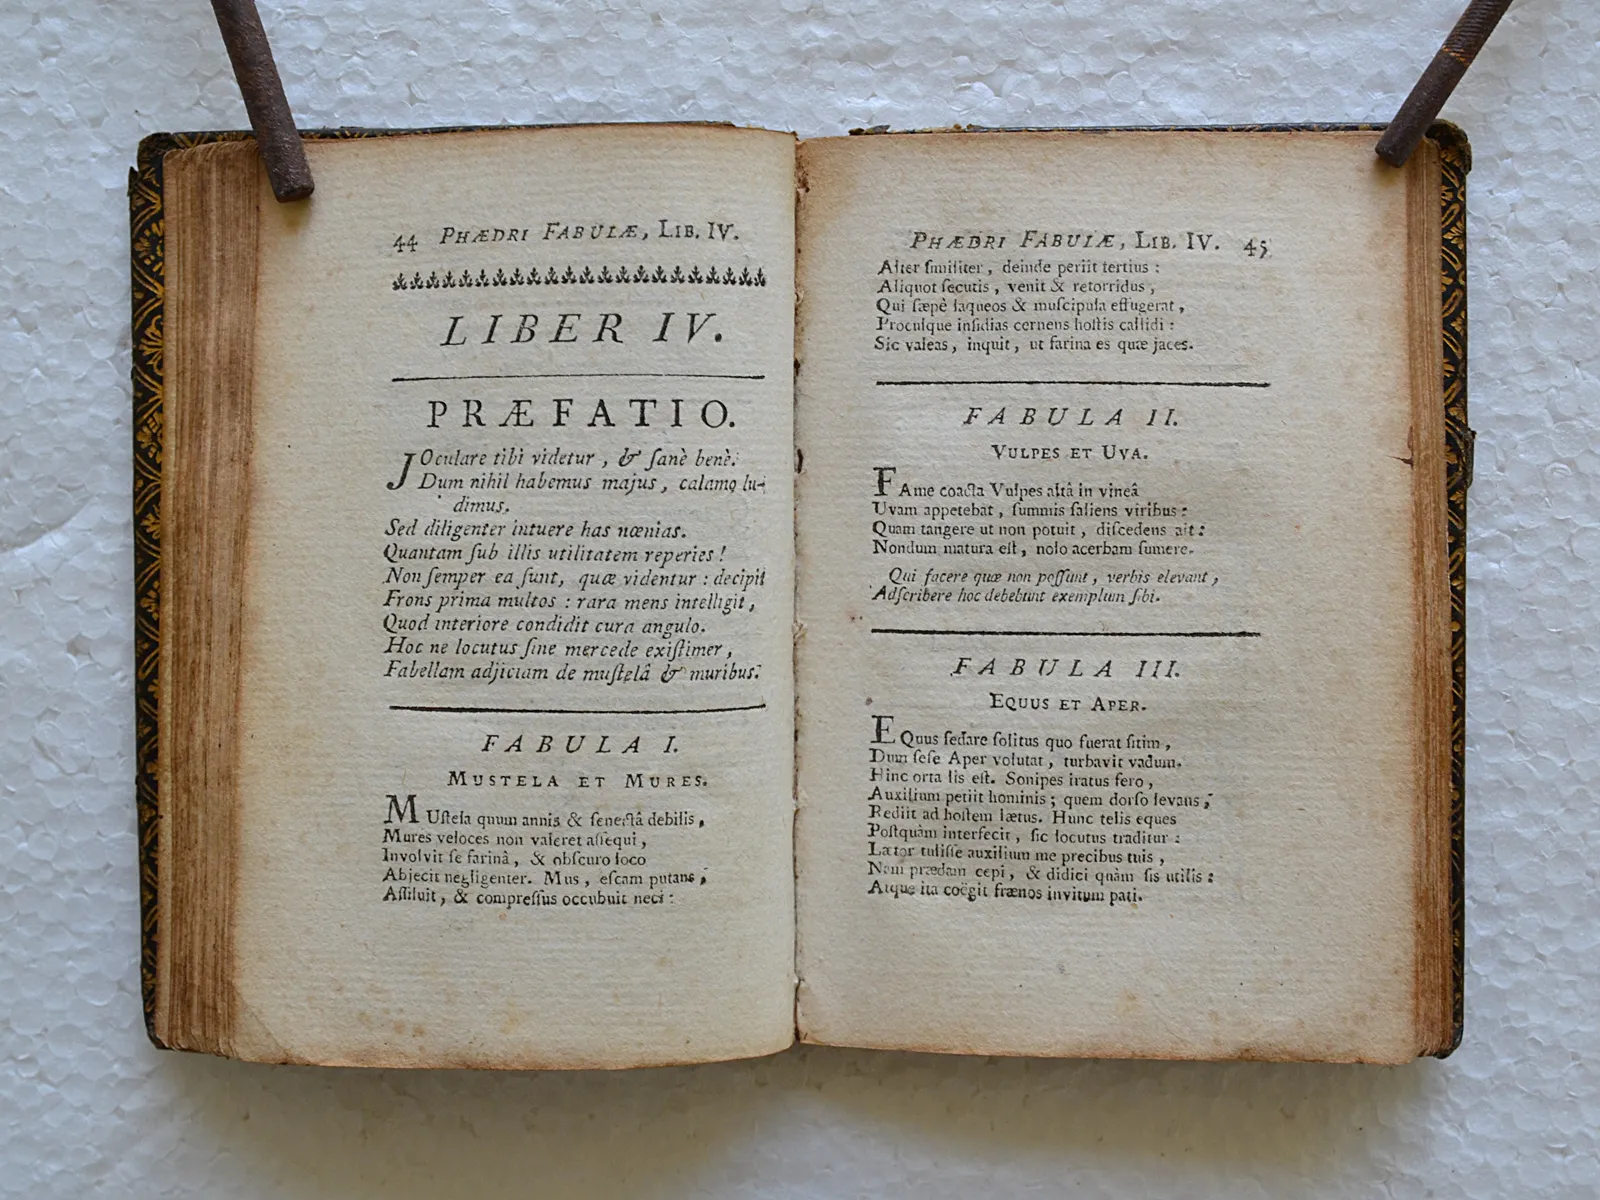 44 PHÆDRI FABULÆ, LIB. IV.
LIBER IV.
PRÆFATIO.
JOculare tibi videtur, & ſanè benè.
Dum nihil habemus majus, calamo lu-
dimus.
Sed diligenter intuere has nœnias.
Quantam ſub illis utilitatem reperies!
Non ſemper ea ſunt, quæ videntur: decipit
Frons prima multos: rara mens intelligit,
Quod interiore condidit cura angulo.
Hoc ne locutus ſine mercede exiſtimer,
Fabellam adjiciam de muſtelâ & muribus.
FABULA I.
MUSTELA ET MURES.
MUſtela quum annis & ſenectâ debilis,
Mures veloces non valeret aſſequi,
Involvit ſe farinâ, & obſcuro loco
Abjecit negligenter. Mus, eſcam putans,
Aſſiluit, & compreſſus occubuit neci:
PHÆDRI FABULÆ, LIB. IV. 45
Alter ſimiliter, deinde periit tertius:
Aliquot ſecutis, venit & retorridus,
Qui ſæpè laqueos & muſcipula effugerat,
Proculque inſidias cernens hoſtis callidi:
Sic valeas, inquit, ut farina es quæ jaces.
FABULA II.
VULPES ET UVA.
FAme coacta Vulpes altâ in vineâ
Uvam appetebat, ſummis ſaliens viribus:
Quam tangere ut non potuit, diſcedens ait:
Nondum matura eſt, nolo acerbam ſumere.
Qui facere quæ non poſſunt, verbis elevant,
Adſcribere hoc debebunt exemplum ſibi.
FABULA III.
EQUUS ET APER.
EQuus ſedare ſolitus quo fuerat ſitim,
Dum ſeſe Aper volutat, turbavit vadum.
Hinc orta lis eſt. Sonipes iratus fero,
Auxilium petiit hominis; quem dorſo levans,
Rediit ad hoſtem lætus. Hunc telis eques
Poſtquàm interfecit, ſic locutus traditur:
Lætor tuliſſe auxilium me precibus tuis,
Nam prædam cepi, & didici quàm ſis utilis:
Atque ita coëgit frænos invitum pati.